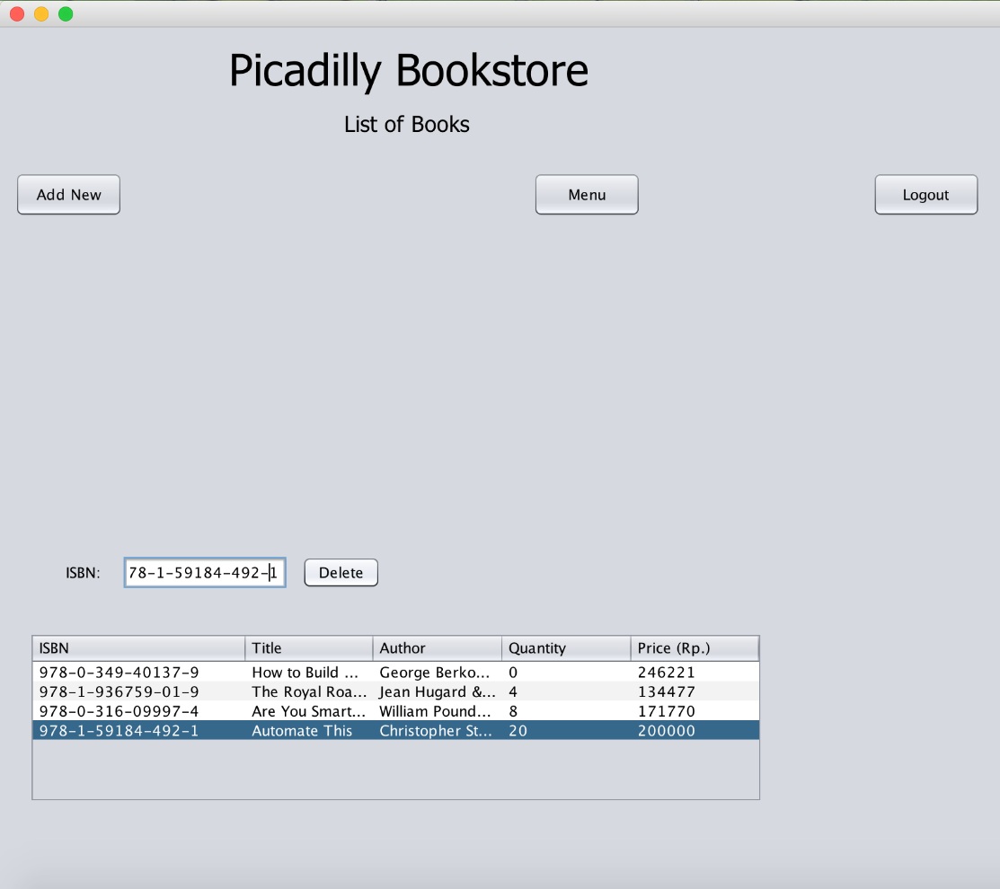 Picadilly Bookstore
List of Books
Add New Menu Logout
ISBN: 78-1-59184-492-1 Delete
ISBN Title Author Quantity Price (Rp.)
978-0-349-40137-9 How to Build ... George Berko... 0 246221
978-1-936759-01-9 The Royal Roa... Jean Hugard &... 4 134477
978-0-316-09997-4 Are You Smart... William Pound... 8 171770
978-1-59184-492-1 Automate This Christopher St... 20 200000